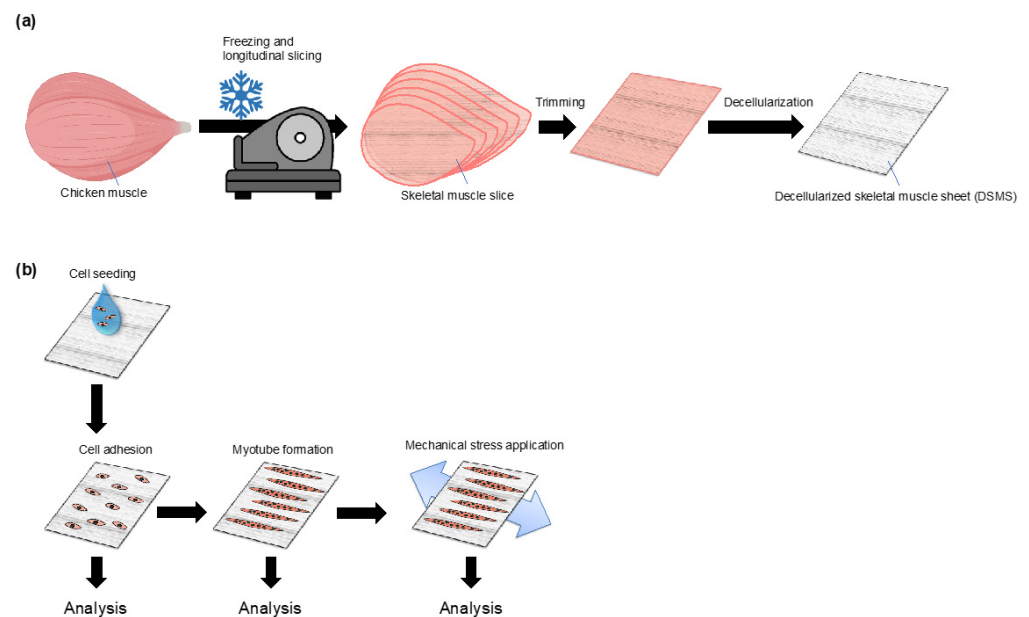 (a)
Freezing and
longitudinal slicing
Trimming
Decellularization
Chicken muscle
Skeletal muscle slice
Decellularized skeletal muscle sheet (DSMS)
(b)
Cell seeding
Cell adhesion
Myotube formation
Mechanical stress application
Analysis
Analysis
Analysis